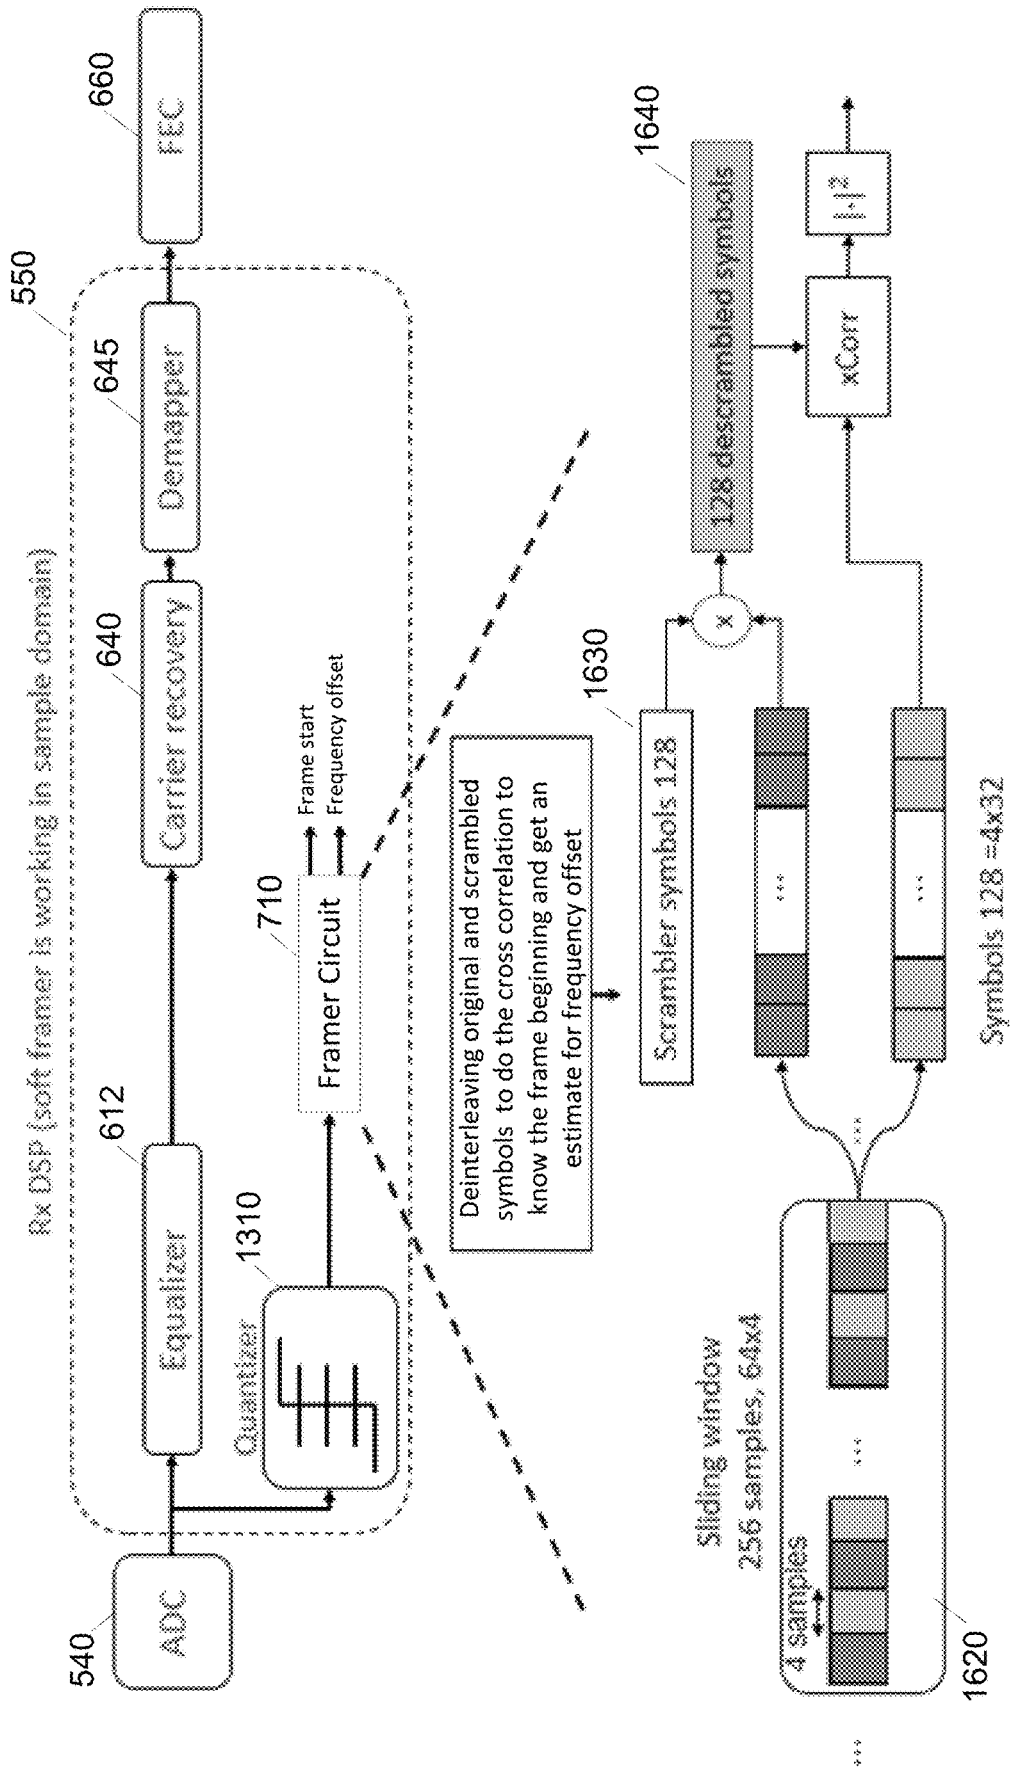 Rx DSP (soft framer is working in sample domain)
550
540
ADC
612
Equalizer
640
Carrier recovery
645
Demapper
660
FEC
Quantizer
1310
710
Framer Circuit
Frame start
Frequency offset
Deinterleaving original and scrambled
symbols to do the cross correlation to
know the frame beginning and get an
estimate for frequency offset
Sliding window
256 samples, 64x4
4 samples
...
...
1620
...
1630
Scrambler symbols 128
...
...
Symbols 128 =4x32
x
1640
128 descrambled symbols
xCorr
|.|²